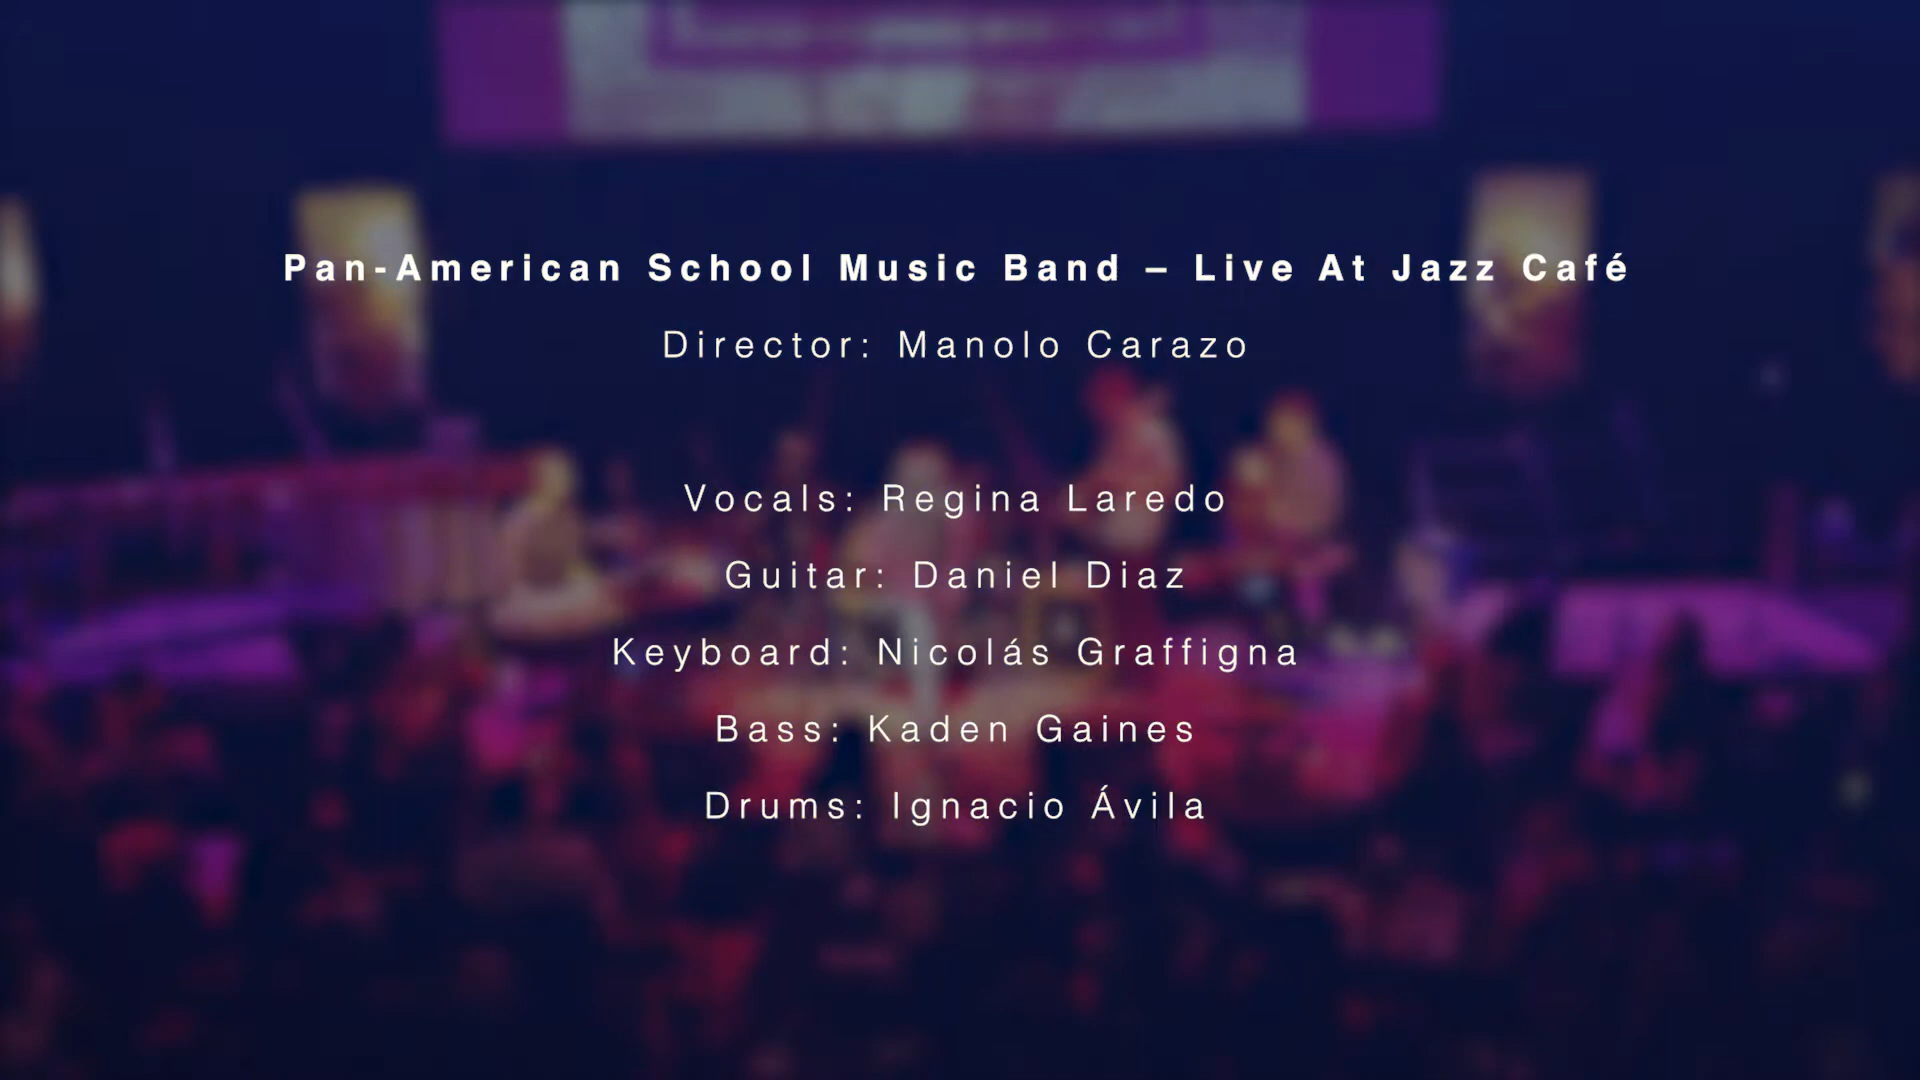 Pan-American School Music Band – Live At Jazz Café
Director: Manolo Carazo
Vocals: Regina Laredo
Guitar: Daniel Diaz
Keyboard: Nicolás Graffigna
Bass: Kaden Gaines
Drums: Ignacio Ávila